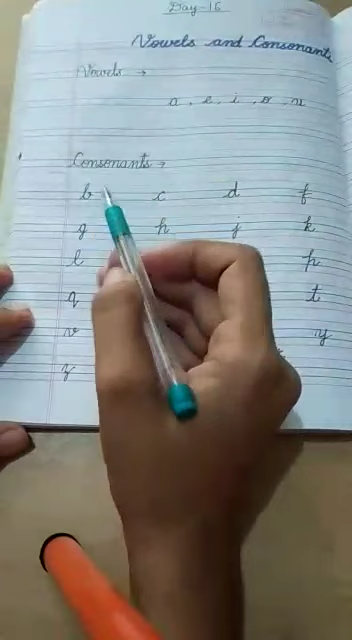 Day-16
Vowels and Consonants
Vowels →
a, e, i, o, u
Consonants →
b c d f
g h j k
l p
q t
v y
z